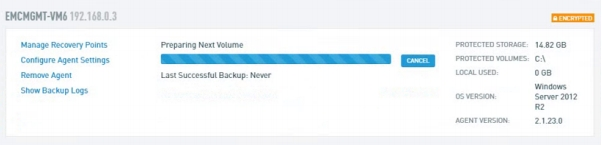 EMCMGMT-VM6 192.168.0.3
ENCRYPTED
Manage Recovery Points
Configure Agent Settings
Remove Agent
Show Backup Logs
Preparing Next Volume
CANCEL
Last Successful Backup: Never
PROTECTED STORAGE: 14.82 GB
PROTECTED VOLUMES: C:\
LOCAL USED: 0 GB
OS VERSION: Windows
Server 2012
R2
AGENT VERSION: 2.1.23.0